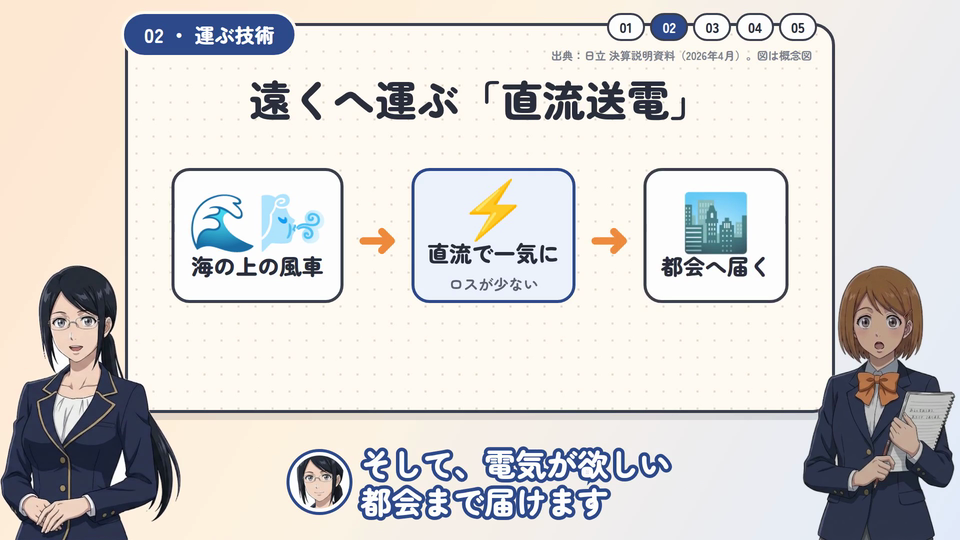 02 ・ 運ぶ技術
01 02 03 04 05
出典：日立 決算説明資料（2026年4月）。図は概念図
遠くへ運ぶ「直流送電」
海の上の風車
直流で一気に
ロスが少ない
都会へ届く
そして、電気が欲しい
都会まで届けます